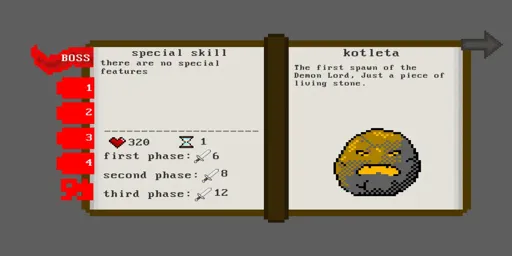 BOSS
1
2
3
4
special skill
there are no special
features
320
1
first phase: 6
second phase: 8
third phase: 12
kotleta
The first spawn of the
Demon Lord, Just a piece of
living stone.